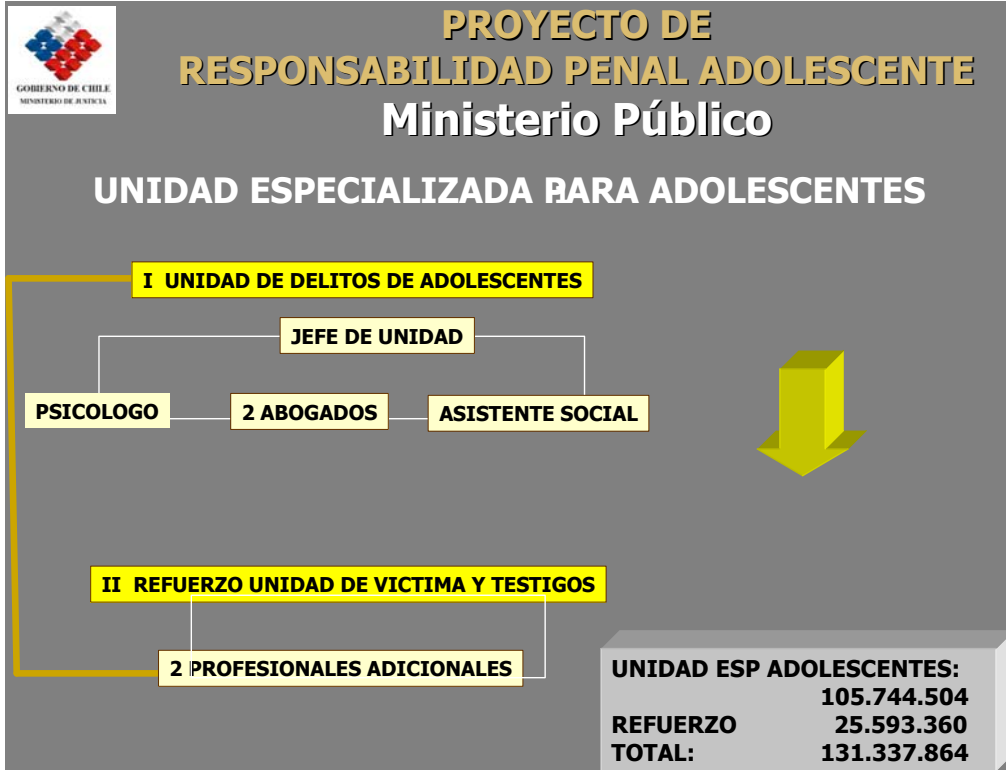 GOBIERNO DE CHILE
MINISTERIO DE JUSTICIA
PROYECTO DE
RESPONSABILIDAD PENAL ADOLESCENTE
Ministerio Público
UNIDAD ESPECIALIZADA PARA ADOLESCENTES
I UNIDAD DE DELITOS DE ADOLESCENTES
JEFE DE UNIDAD
PSICOLOGO
2 ABOGADOS
ASISTENTE SOCIAL
II REFUERZO UNIDAD DE VICTIMA Y TESTIGOS
2 PROFESIONALES ADICIONALES
UNIDAD ESP ADOLESCENTES:
105.744.504
REFUERZO 25.593.360
TOTAL: 131.337.864